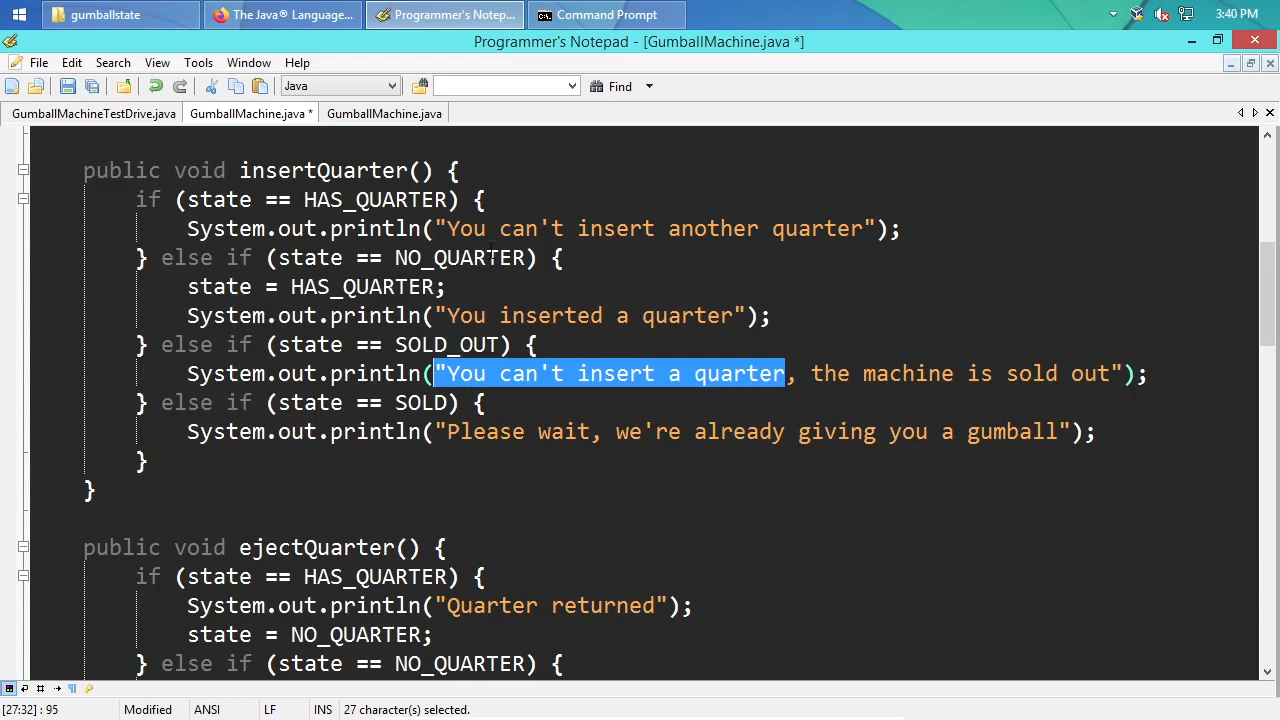 gumballstate
The Java® Language...
Programmer's Notep...
Command Prompt
3:40 PM
Programmer's Notepad - [GumballMachine.java *]
File Edit Search View Tools Window Help
Java
Find
GumballMachineTestDrive.java GumballMachine.java * GumballMachine.java
public void insertQuarter() {
if (state == HAS_QUARTER) {
System.out.println("You can't insert another quarter");
} else if (state == NO_QUARTER) {
state = HAS_QUARTER;
System.out.println("You inserted a quarter");
} else if (state == SOLD_OUT) {
System.out.println("You can't insert a quarter, the machine is sold out");
} else if (state == SOLD) {
System.out.println("Please wait, we're already giving you a gumball");
}
}
public void ejectQuarter() {
if (state == HAS_QUARTER) {
System.out.println("Quarter returned");
state = NO_QUARTER;
} else if (state == NO_QUARTER) {
[27:32] : 95 Modified ANSI LF INS 27 character(s) selected.